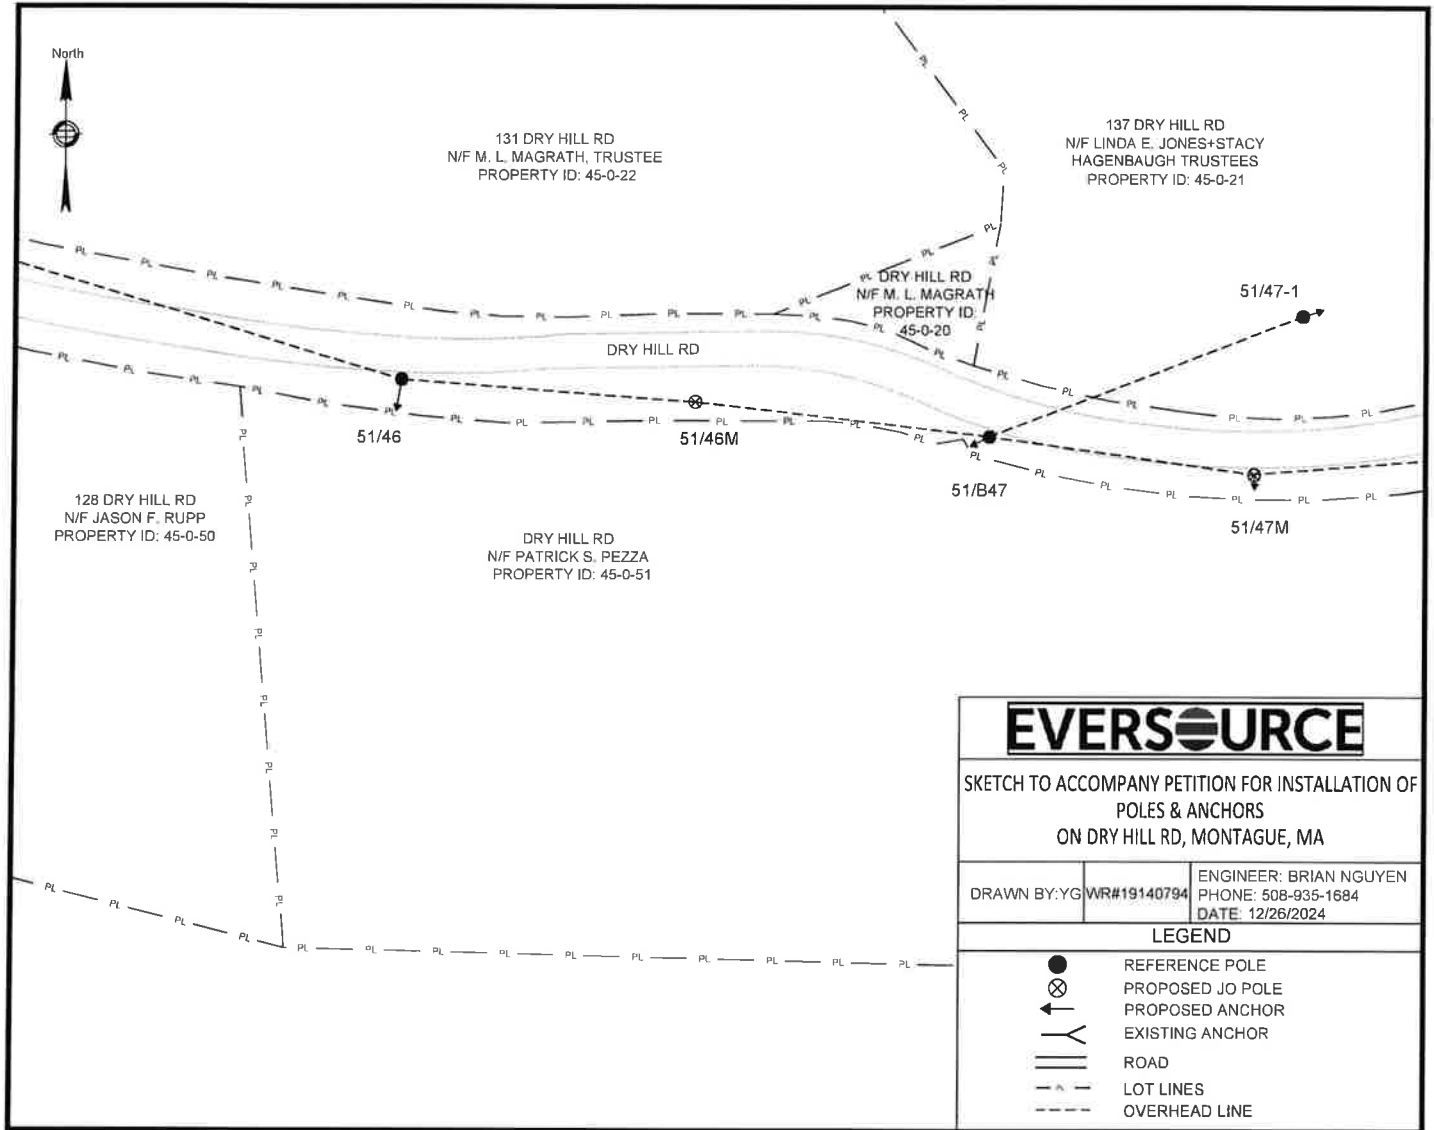 North
131 DRY HILL RD
N/F M. L. MAGRATH, TRUSTEE
PROPERTY ID: 45-0-22
137 DRY HILL RD
N/F LINDA E. JONES+STACY
HAGENBAUGH TRUSTEES
PROPERTY ID: 45-0-21
DRY HILL RD
N/F M. L. MAGRATH
PROPERTY ID:
45-0-20
51/47-1
DRY HILL RD
51/46
51/46M
51/B47
51/47M
128 DRY HILL RD
N/F JASON F. RUPP
PROPERTY ID: 45-0-50
DRY HILL RD
N/F PATRICK S. PEZZA
PROPERTY ID: 45-0-51
EVERSOURCE
SKETCH TO ACCOMPANY PETITION FOR INSTALLATION OF
POLES & ANCHORS
ON DRY HILL RD, MONTAGUE, MA
DRAWN BY:YG
WR#19140794
ENGINEER: BRIAN NGUYEN
PHONE: 508-935-1684
DATE: 12/26/2024
LEGEND
REFERENCE POLE
PROPOSED JO POLE
PROPOSED ANCHOR
EXISTING ANCHOR
ROAD
LOT LINES
OVERHEAD LINE